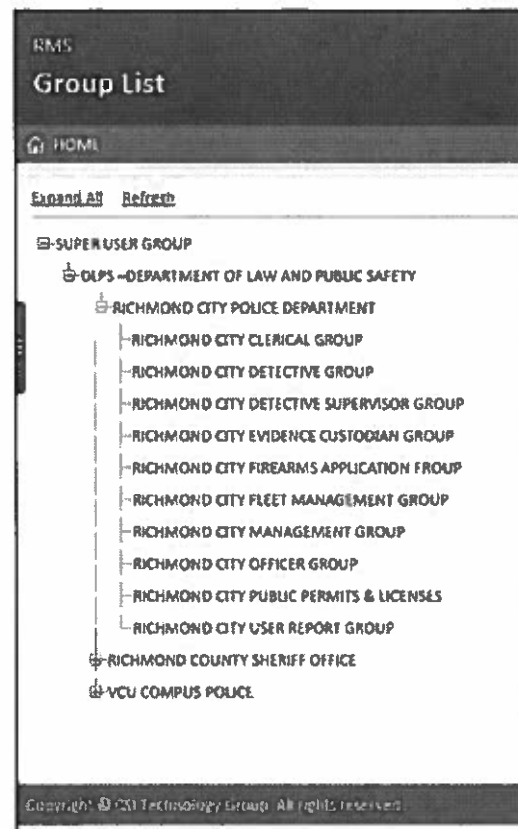 RMS
Group List
HOME
Expand All Refresh
SUPER USER GROUP
DLPS -DEPARTMENT OF LAW AND PUBLIC SAFETY
RICHMOND CITY POLICE DEPARTMENT
RICHMOND CITY CLERICAL GROUP
RICHMOND CITY DETECTIVE GROUP
RICHMOND CITY DETECTIVE SUPERVISOR GROUP
RICHMOND CITY EVIDENCE CUSTODIAN GROUP
RICHMOND CITY FIREARMS APPLICATION FROUP
RICHMOND CITY FLEET MANAGEMENT GROUP
RICHMOND CITY MANAGEMENT GROUP
RICHMOND CITY OFFICER GROUP
RICHMOND CITY PUBLIC PERMITS & LICENSES
RICHMOND CITY USER REPORT GROUP
RICHMOND COUNTY SHERIFF OFFICE
VCU COMPUS POLICE
Copyright © CSI Technology Group. All rights reserved